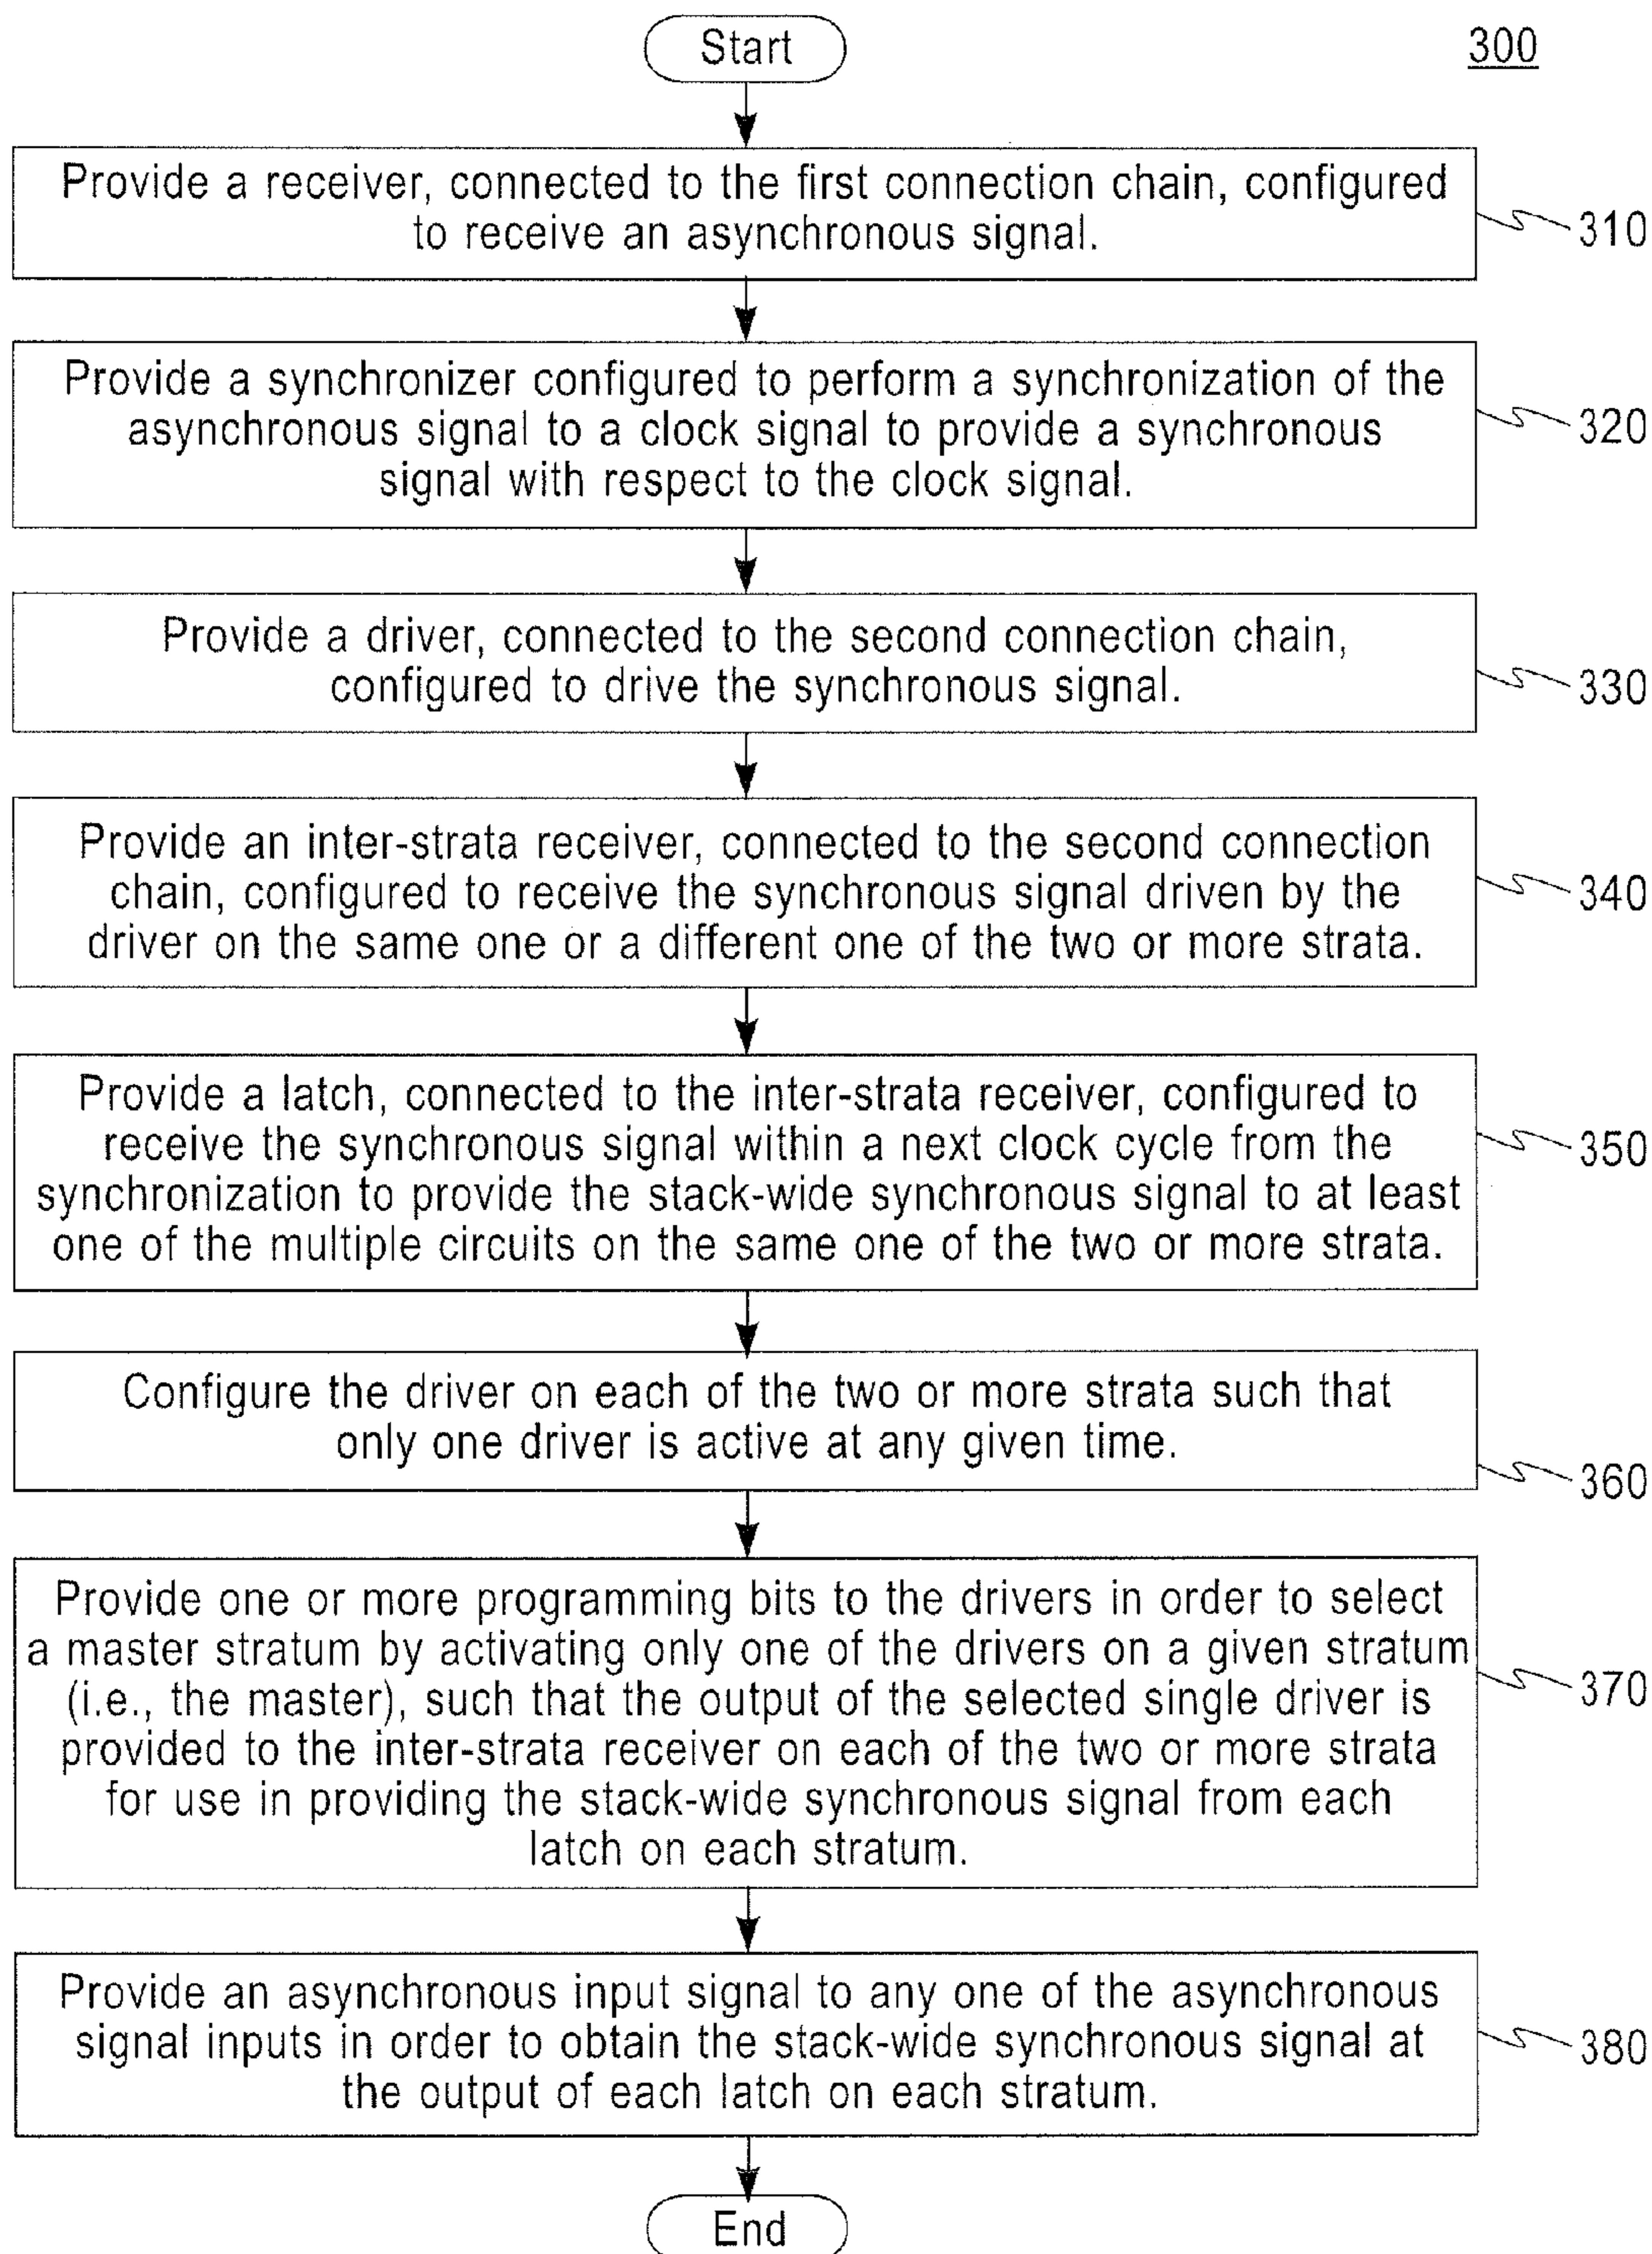 Start
300
Provide a receiver, connected to the first connection chain, configured
to receive an asynchronous signal.
310
Provide a synchronizer configured to perform a synchronization of the
asynchronous signal to a clock signal to provide a synchronous
signal with respect to the clock signal.
320
Provide a driver, connected to the second connection chain,
configured to drive the synchronous signal.
330
Provide an inter-strata receiver, connected to the second connection
chain, configured to receive the synchronous signal driven by the
driver on the same one or a different one of the two or more strata.
340
Provide a latch, connected to the inter-strata receiver, configured to
receive the synchronous signal within a next clock cycle from the
synchronization to provide the stack-wide synchronous signal to at least
one of the multiple circuits on the same one of the two or more strata.
350
Configure the driver on each of the two or more strata such that
only one driver is active at any given time.
360
Provide one or more programming bits to the drivers in order to select
a master stratum by activating only one of the drivers on a given stratum
(i.e., the master), such that the output of the selected single driver is
provided to the inter-strata receiver on each of the two or more strata
for use in providing the stack-wide synchronous signal from each
latch on each stratum.
370
Provide an asynchronous input signal to any one of the asynchronous
signal inputs in order to obtain the stack-wide synchronous signal at
the output of each latch on each stratum.
380
End